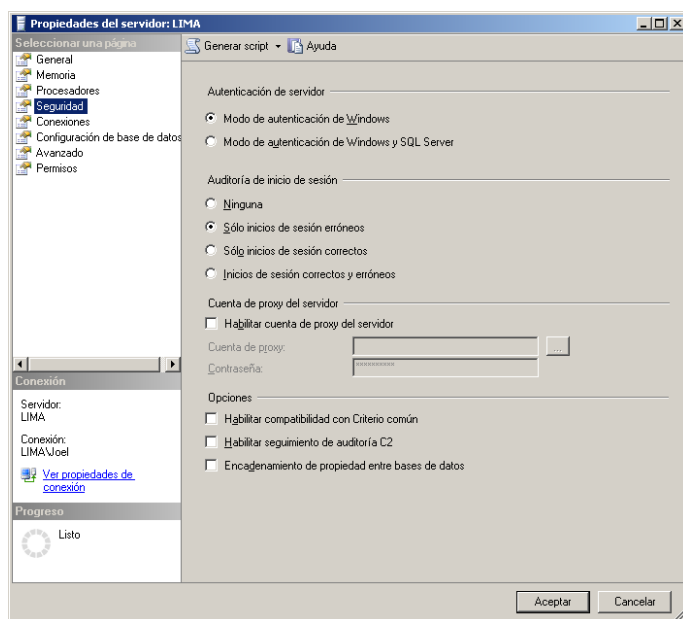 Propiedades del servidor: LIMA
Seleccionar una página
General
Memoria
Procesadores
Seguridad
Conexiones
Configuración de base de datos
Avanzado
Permisos
Generar script
Ayuda
Autenticación de servidor
Modo de autenticación de Windows
Modo de autenticación de Windows y SQL Server
Auditoría de inicio de sesión
Ninguna
Sólo inicios de sesión erróneos
Sólo inicios de sesión correctos
Inicios de sesión correctos y erróneos
Cuenta de proxy del servidor
Habilitar cuenta de proxy del servidor
Cuenta de proxy:
...
Contraseña:
**********
Opciones
Habilitar compatibilidad con Criterio común
Habilitar seguimiento de auditoría C2
Encadenamiento de propiedad entre bases de datos
Conexión
Servidor:
LIMA
Conexión:
LIMA\Joel
Ver propiedades de
conexión
Progreso
Listo
Aceptar
Cancelar